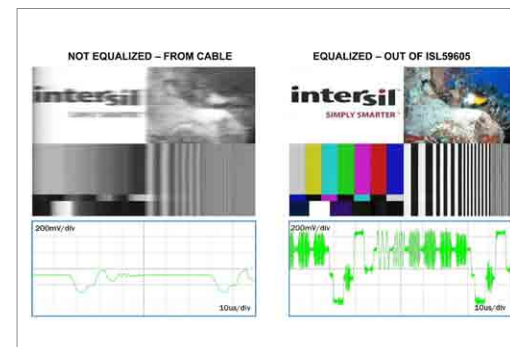 NOT EQUALIZED – FROM CABLE
intersil
SIMPLY SMARTER
200mV/div
10us/div
EQUALIZED – OUT OF ISL59605
intersil
SIMPLY SMARTER
200mV/div
10us/div